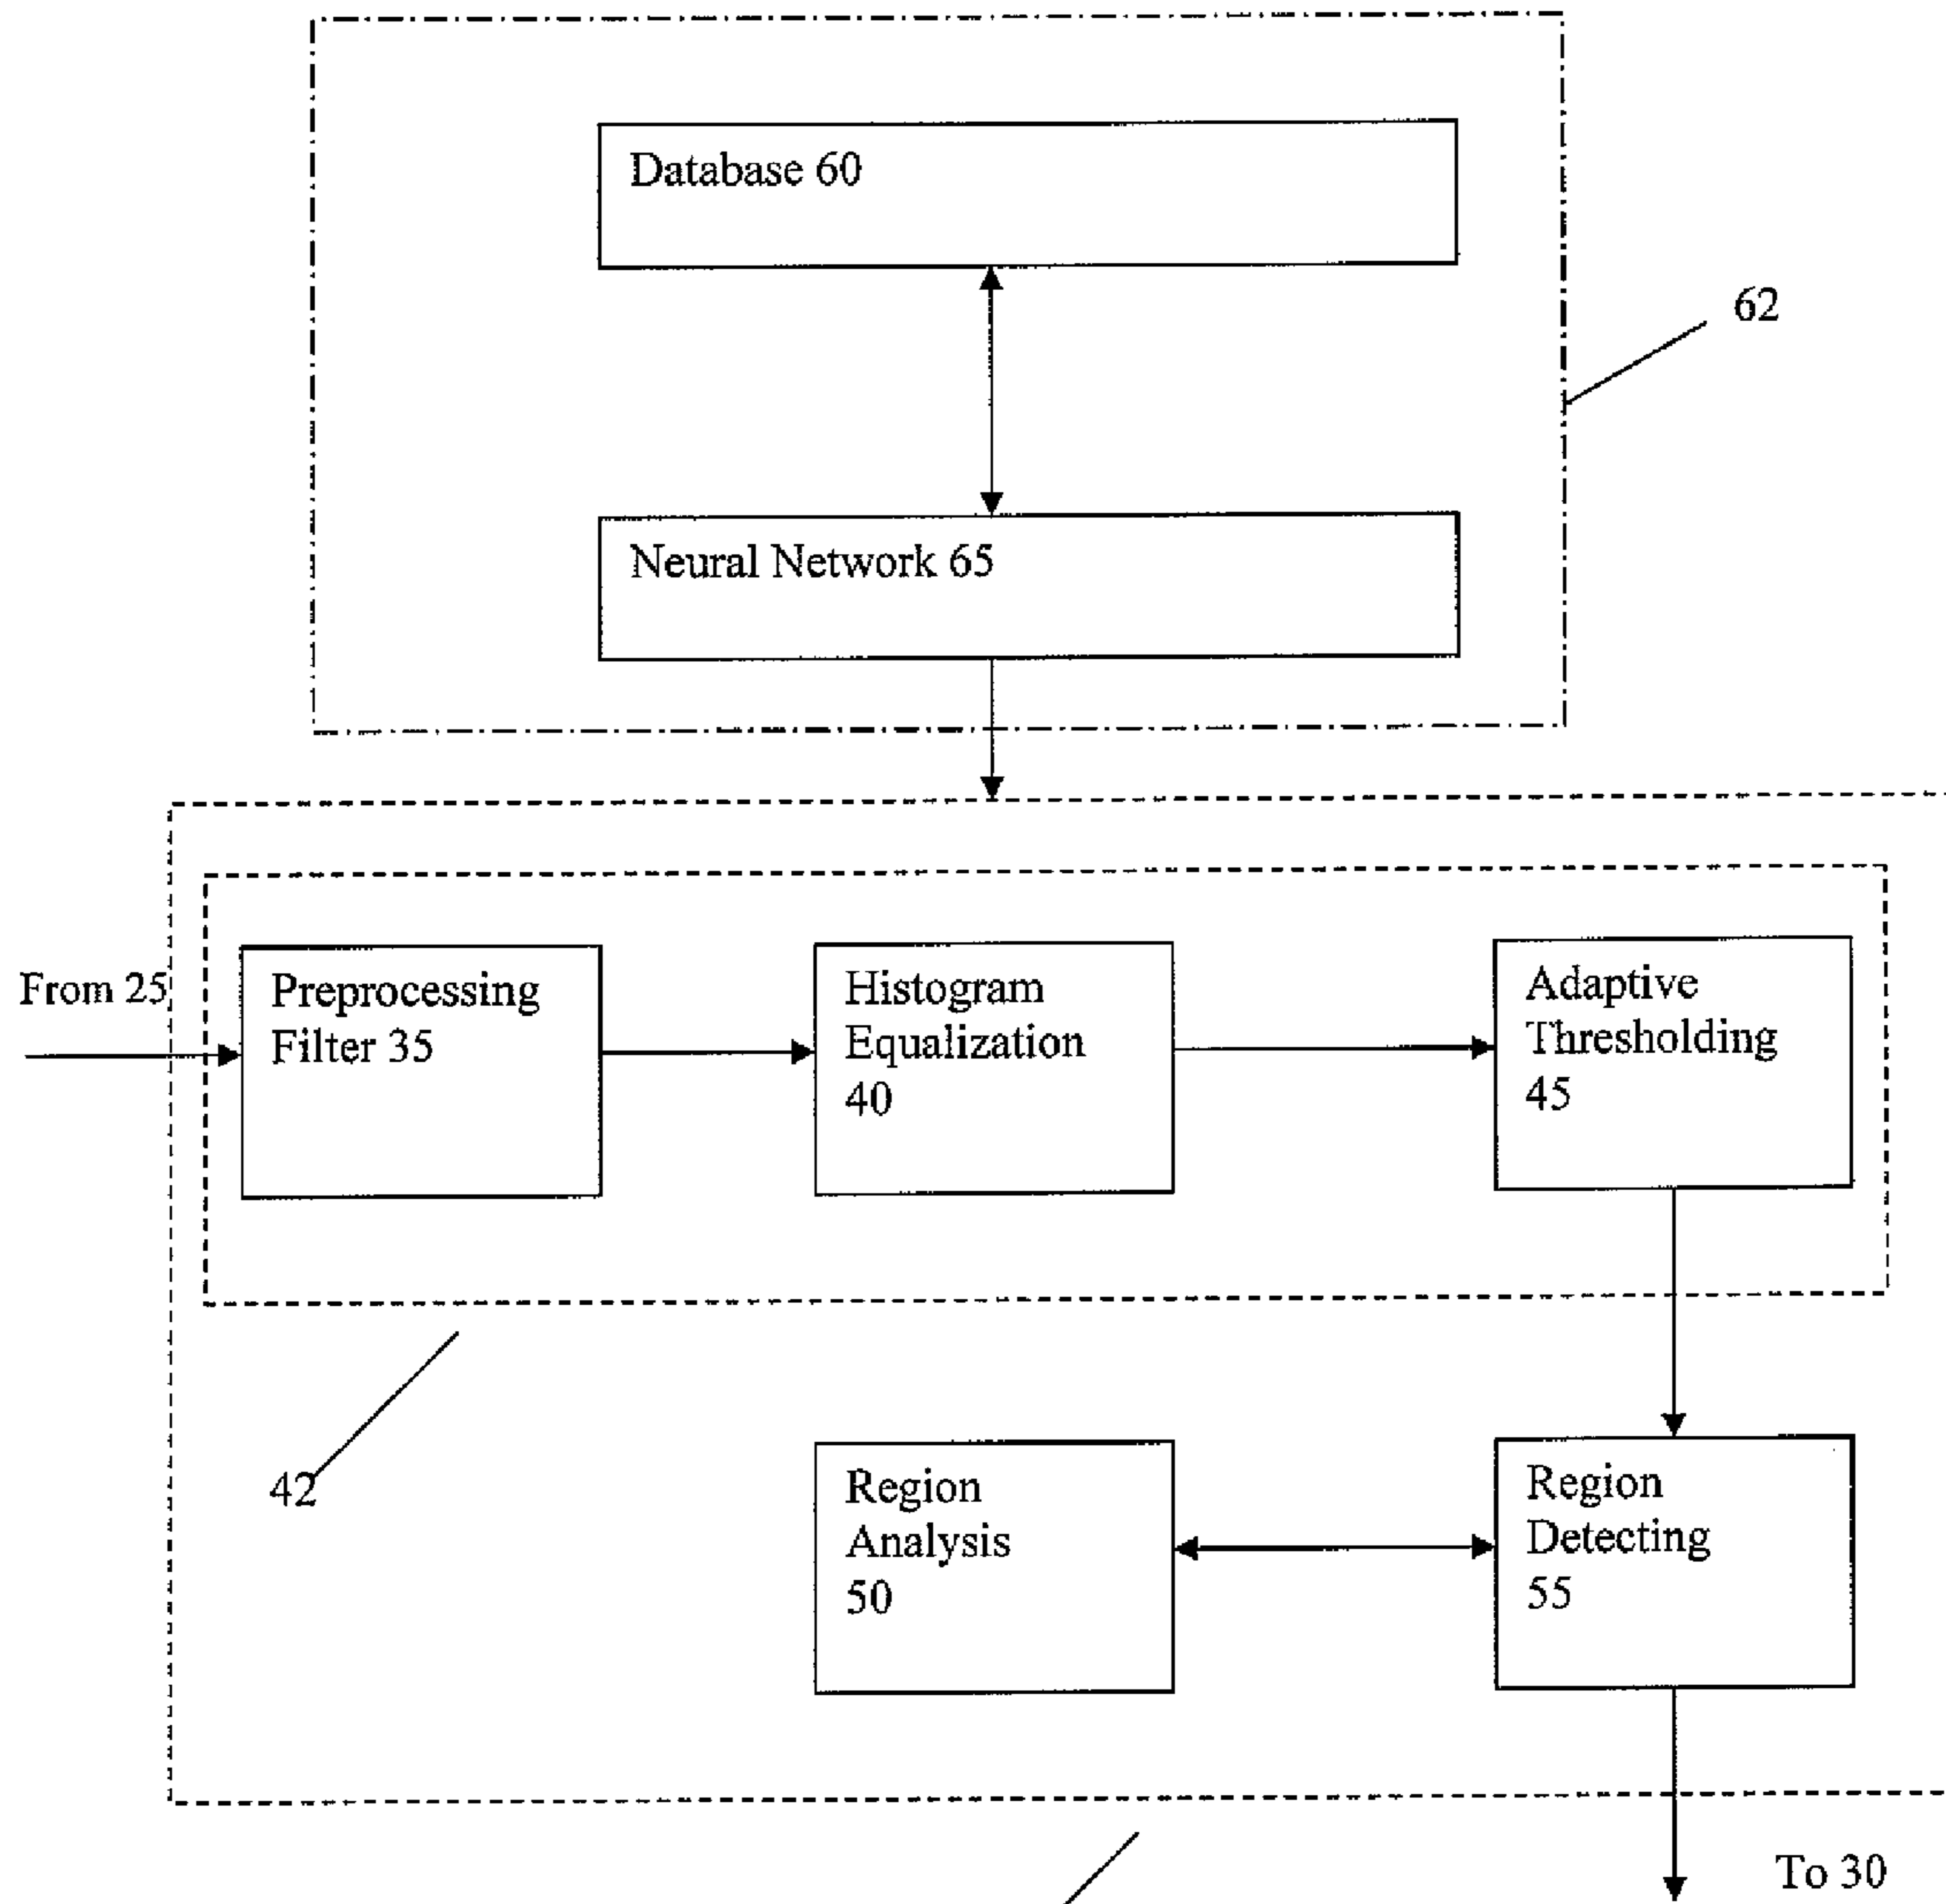 Database 60
62
Neural Network 65
From 25
Preprocessing
Filter 35
Histogram
Equalization
40
Adaptive
Thresholding
45
42
Region
Analysis
50
Region
Detecting
55
To 30